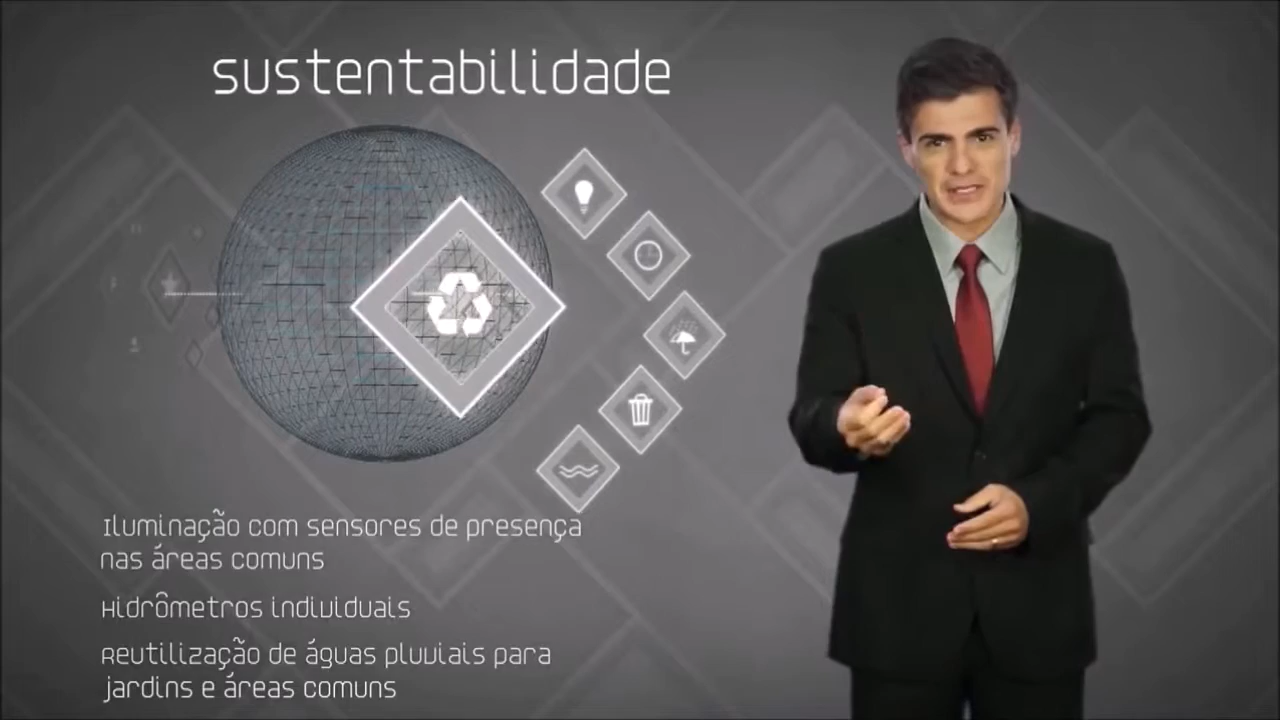 sustentabilidade
Iluminação com sensores de presença
nas áreas comuns
Hidrômetros individuais
Reutilização de águas pluviais para
jardins e áreas comuns